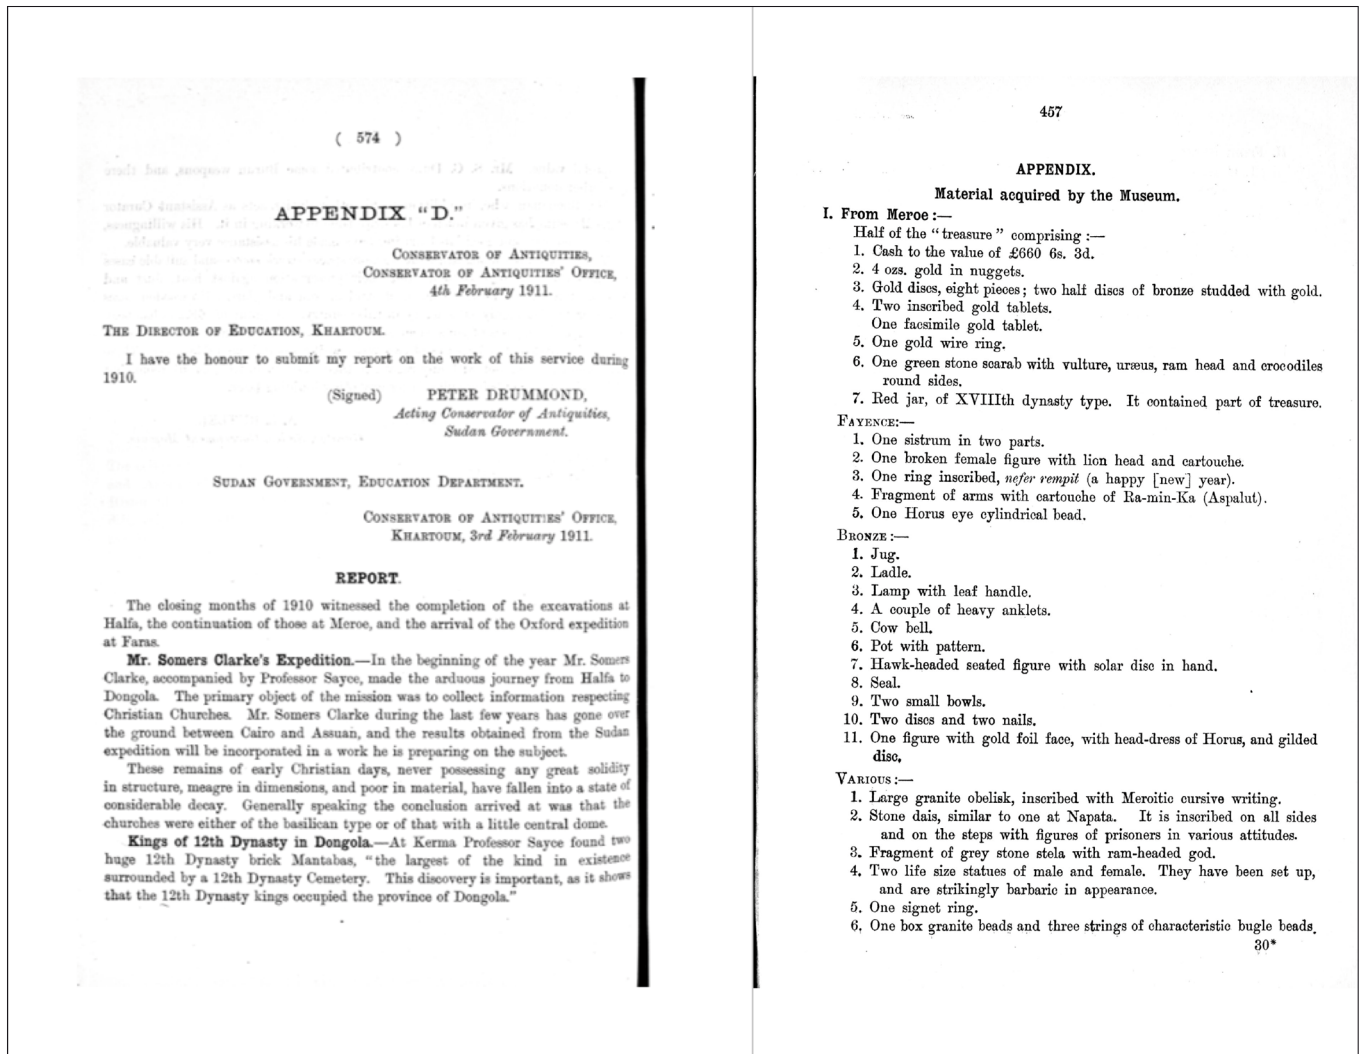 ( 574 )
APPENDIX "D."
CONSERVATOR OF ANTIQUITIES,
CONSERVATOR OF ANTIQUITIES' OFFICE,
4th February 1911.
THE DIRECTOR OF EDUCATION, KHARTOUM.
I have the honour to submit my report on the work of this service during
1910.
(Signed) PETER DRUMMOND,
Acting Conservator of Antiquities,
Sudan Government.
SUDAN GOVERNMENT, EDUCATION DEPARTMENT.
CONSERVATOR OF ANTIQUITIES' OFFICE,
KHARTOUM, 3rd February 1911.
REPORT.
The closing months of 1910 witnessed the completion of the excavations at
Halfa, the continuation of those at Meroe, and the arrival of the Oxford expedition
at Faras.
Mr. Somers Clarke's Expedition.—In the beginning of the year Mr. Somers
Clarke, accompanied by Professor Sayce, made the arduous journey from Halfa to
Dongola. The primary object of the mission was to collect information respecting
Christian Churches. Mr. Somers Clarke during the last few years has gone over
the ground between Cairo and Assuan, and the results obtained from the Sudan
expedition will be incorporated in a work he is preparing on the subject.
These remains of early Christian days, never possessing any great solidity
in structure, meagre in dimensions, and poor in material, have fallen into a state of
considerable decay. Generally speaking the conclusion arrived at was that the
churches were either of the basilican type or of that with a little central dome.
Kings of 12th Dynasty in Dongola.—At Kerma Professor Sayce found two
huge 12th Dynasty brick Mantabas, "the largest of the kind in existence
surrounded by a 12th Dynasty Cemetery. This discovery is important, as it shows
that the 12th Dynasty kings occupied the province of Dongola."
457
APPENDIX.
Material acquired by the Museum.
I. From Meroe :—
Half of the "treasure" comprising :—
1. Cash to the value of £660 6s. 3d.
2. 4 ozs. gold in nuggets.
3. Gold discs, eight pieces; two half discs of bronze studded with gold.
4. Two inscribed gold tablets.
One facsimile gold tablet.
5. One gold wire ring.
6. One green stone scarab with vulture, uræus, ram head and crocodiles
round sides.
7. Red jar, of XVIIIth dynasty type. It contained part of treasure.
FAYENCE:—
1. One sistrum in two parts.
2. One broken female figure with lion head and cartouche.
3. One ring inscribed, nefer rempit (a happy [new] year).
4. Fragment of arms with cartouche of Ra-min-Ka (Aspalut).
5. One Horus eye cylindrical bead.
BRONZE :—
1. Jug.
2. Ladle.
3. Lamp with leaf handle.
4. A couple of heavy anklets.
5. Cow bell.
6. Pot with pattern.
7. Hawk-headed seated figure with solar disc in hand.
8. Seal.
9. Two small bowls.
10. Two discs and two nails.
11. One figure with gold foil face, with head-dress of Horus, and gilded
disc.
VARIOUS :—
1. Large granite obelisk, inscribed with Meroitic cursive writing.
2. Stone dais, similar to one at Napata. It is inscribed on all sides
and on the steps with figures of prisoners in various attitudes.
3. Fragment of grey stone stela with ram-headed god.
4. Two life size statues of male and female. They have been set up,
and are strikingly barbaric in appearance.
5. One signet ring.
6. One box granite beads and three strings of characteristic bugle beads.
30*